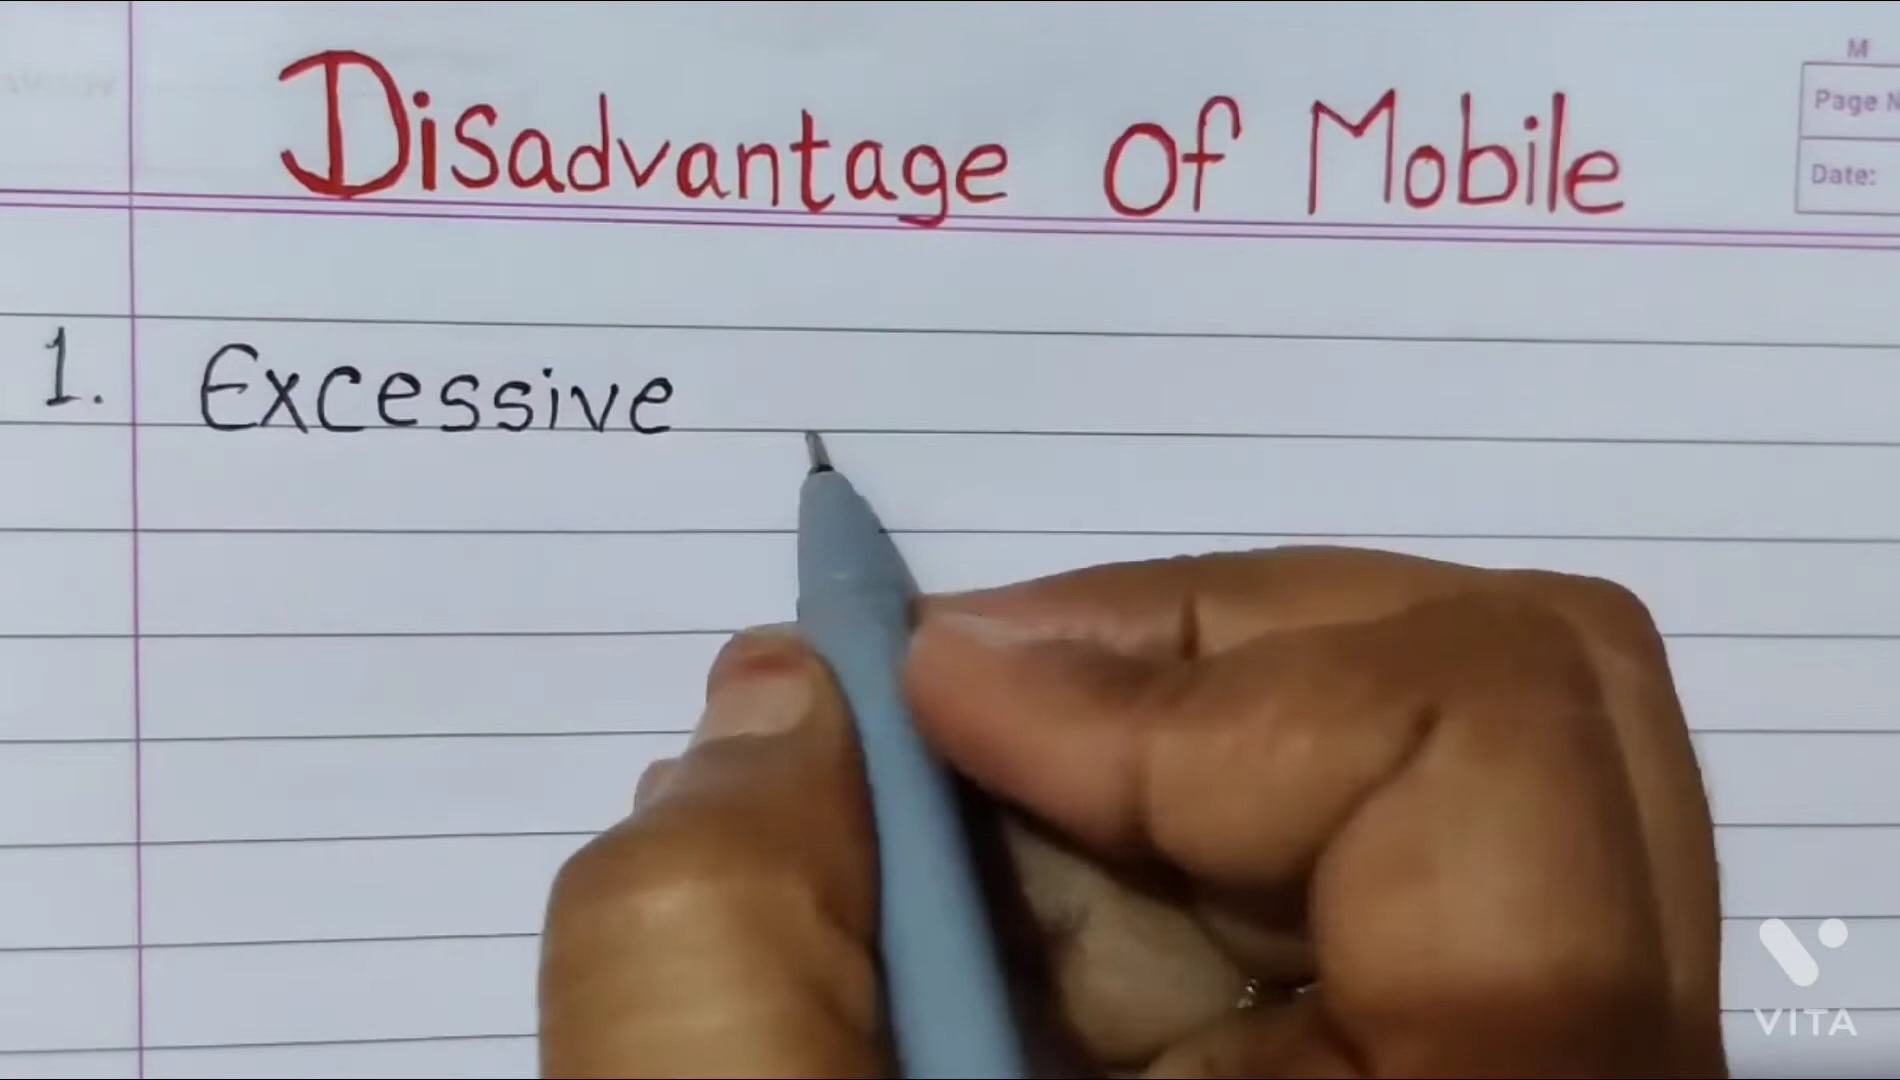 Disadvantage Of Mobile
M
Page N
Date:
1. Excessive
VITA